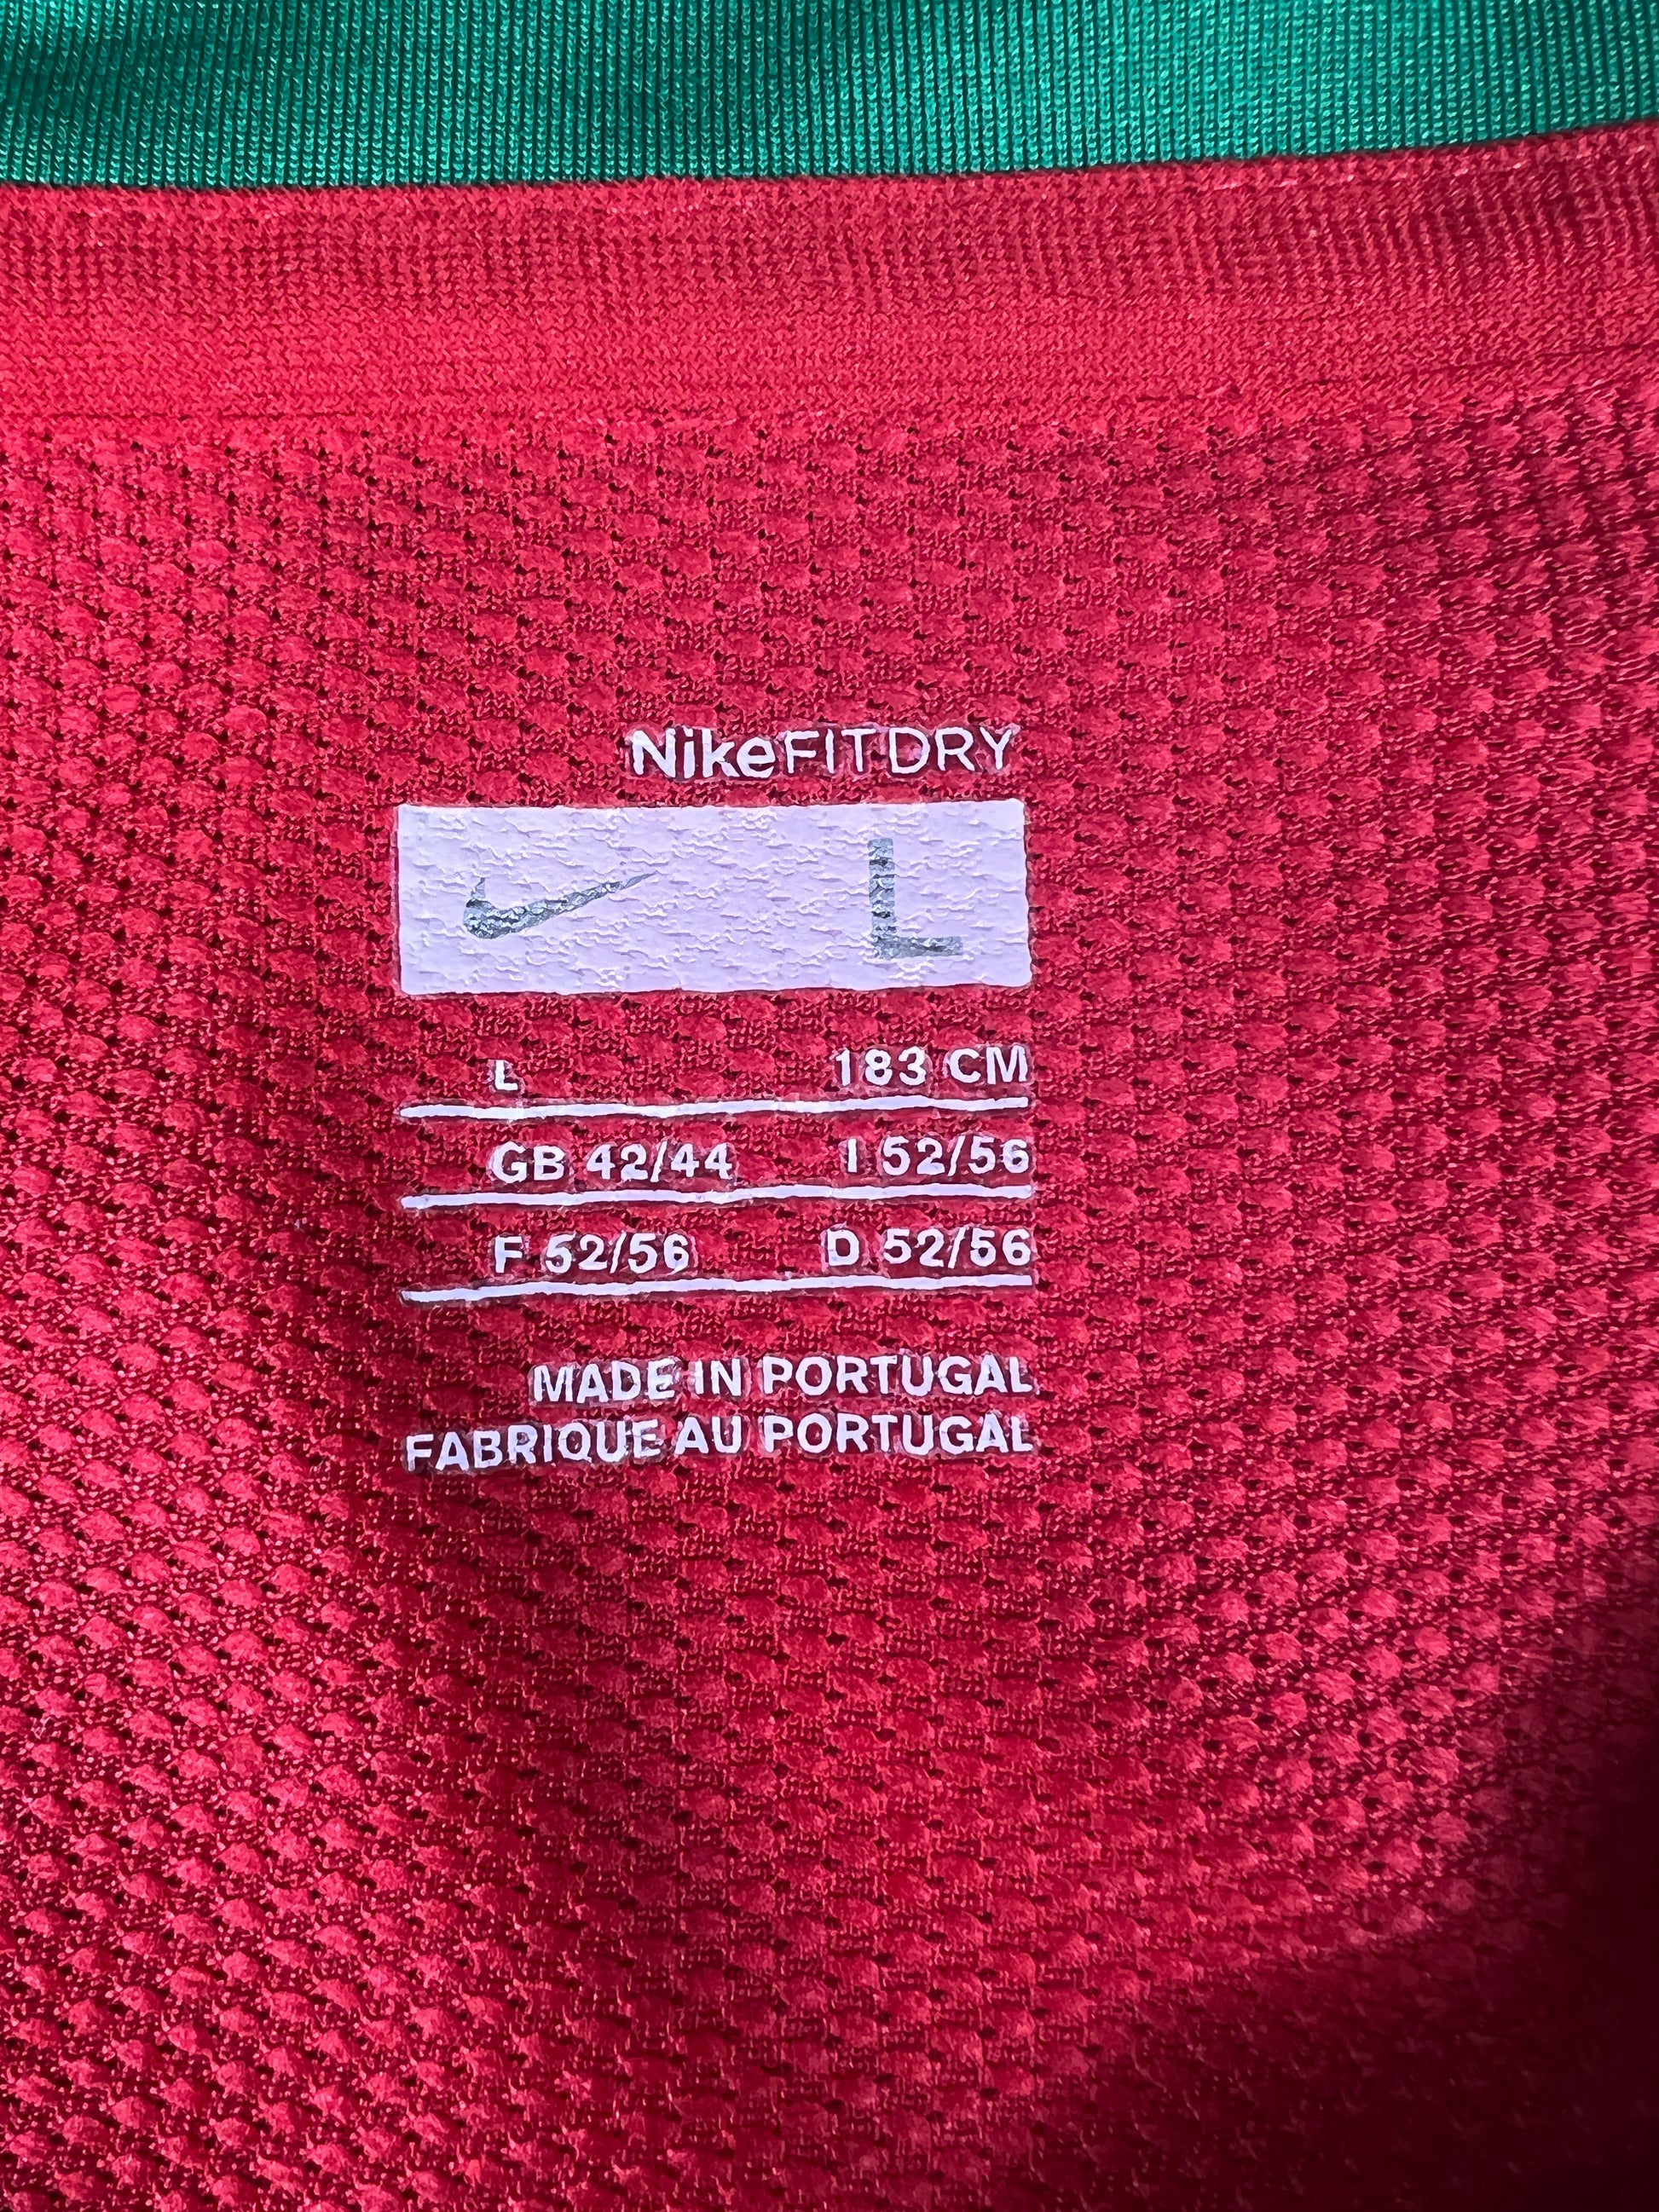 NikeFITDRY
L
L 183 CM
GB 42/44 I 52/56
F 52/56 D 52/56
MADE IN PORTUGAL
FABRIQUE AU PORTUGAL